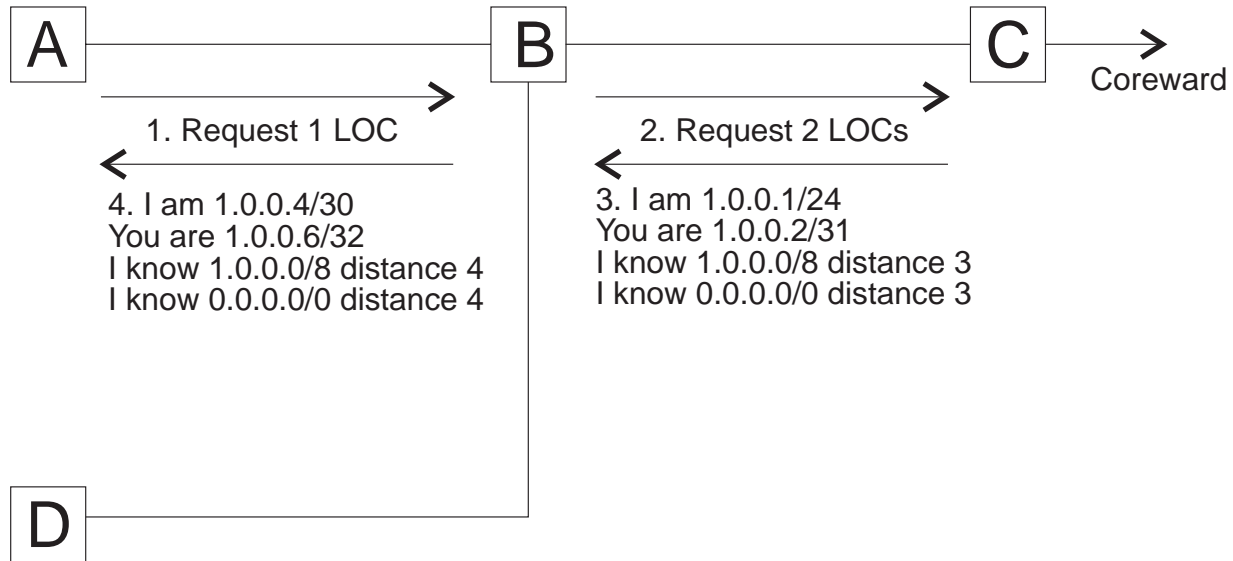 A
B
C
Coreward
1. Request 1 LOC
2. Request 2 LOCs
4. I am 1.0.0.4/30
You are 1.0.0.6/32
I know 1.0.0.0/8 distance 4
I know 0.0.0.0/0 distance 4
3. I am 1.0.0.1/24
You are 1.0.0.2/31
I know 1.0.0.0/8 distance 3
I know 0.0.0.0/0 distance 3
D